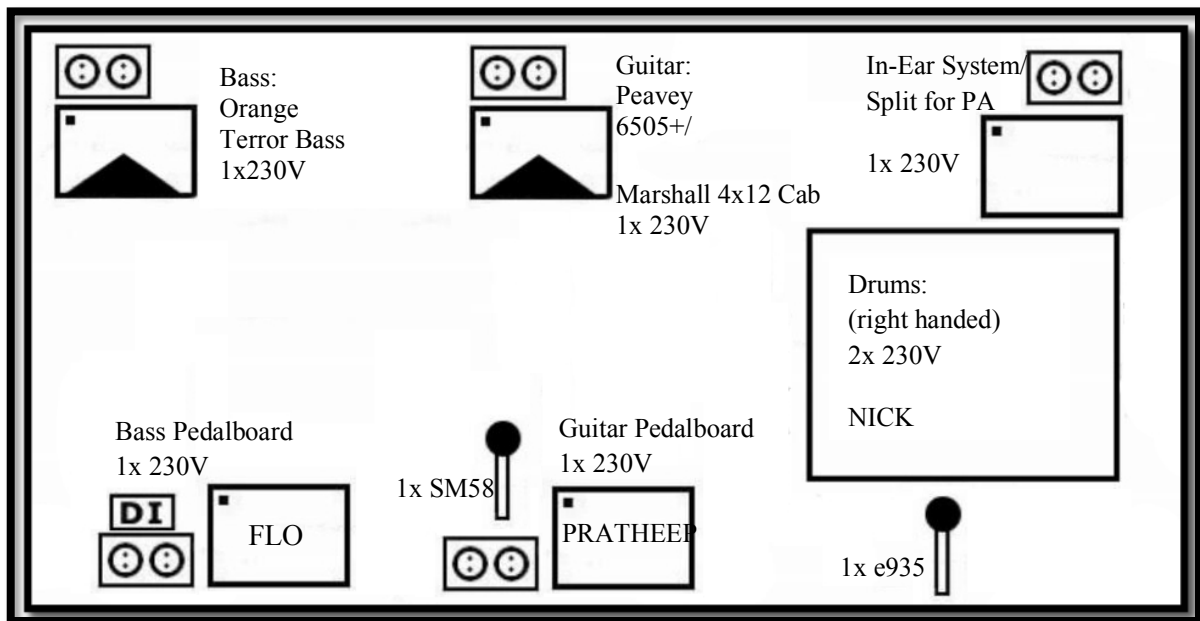 Bass:
Orange
Terror Bass
1x230V
Guitar:
Peavey
6505+/
Marshall 4x12 Cab
1x 230V
In-Ear System/
Split for PA
1x 230V
Drums:
(right handed)
2x 230V
NICK
Bass Pedalboard
1x 230V
DI
FLO
1x SM58
Guitar Pedalboard
1x 230V
PRATHEEP
1x e935